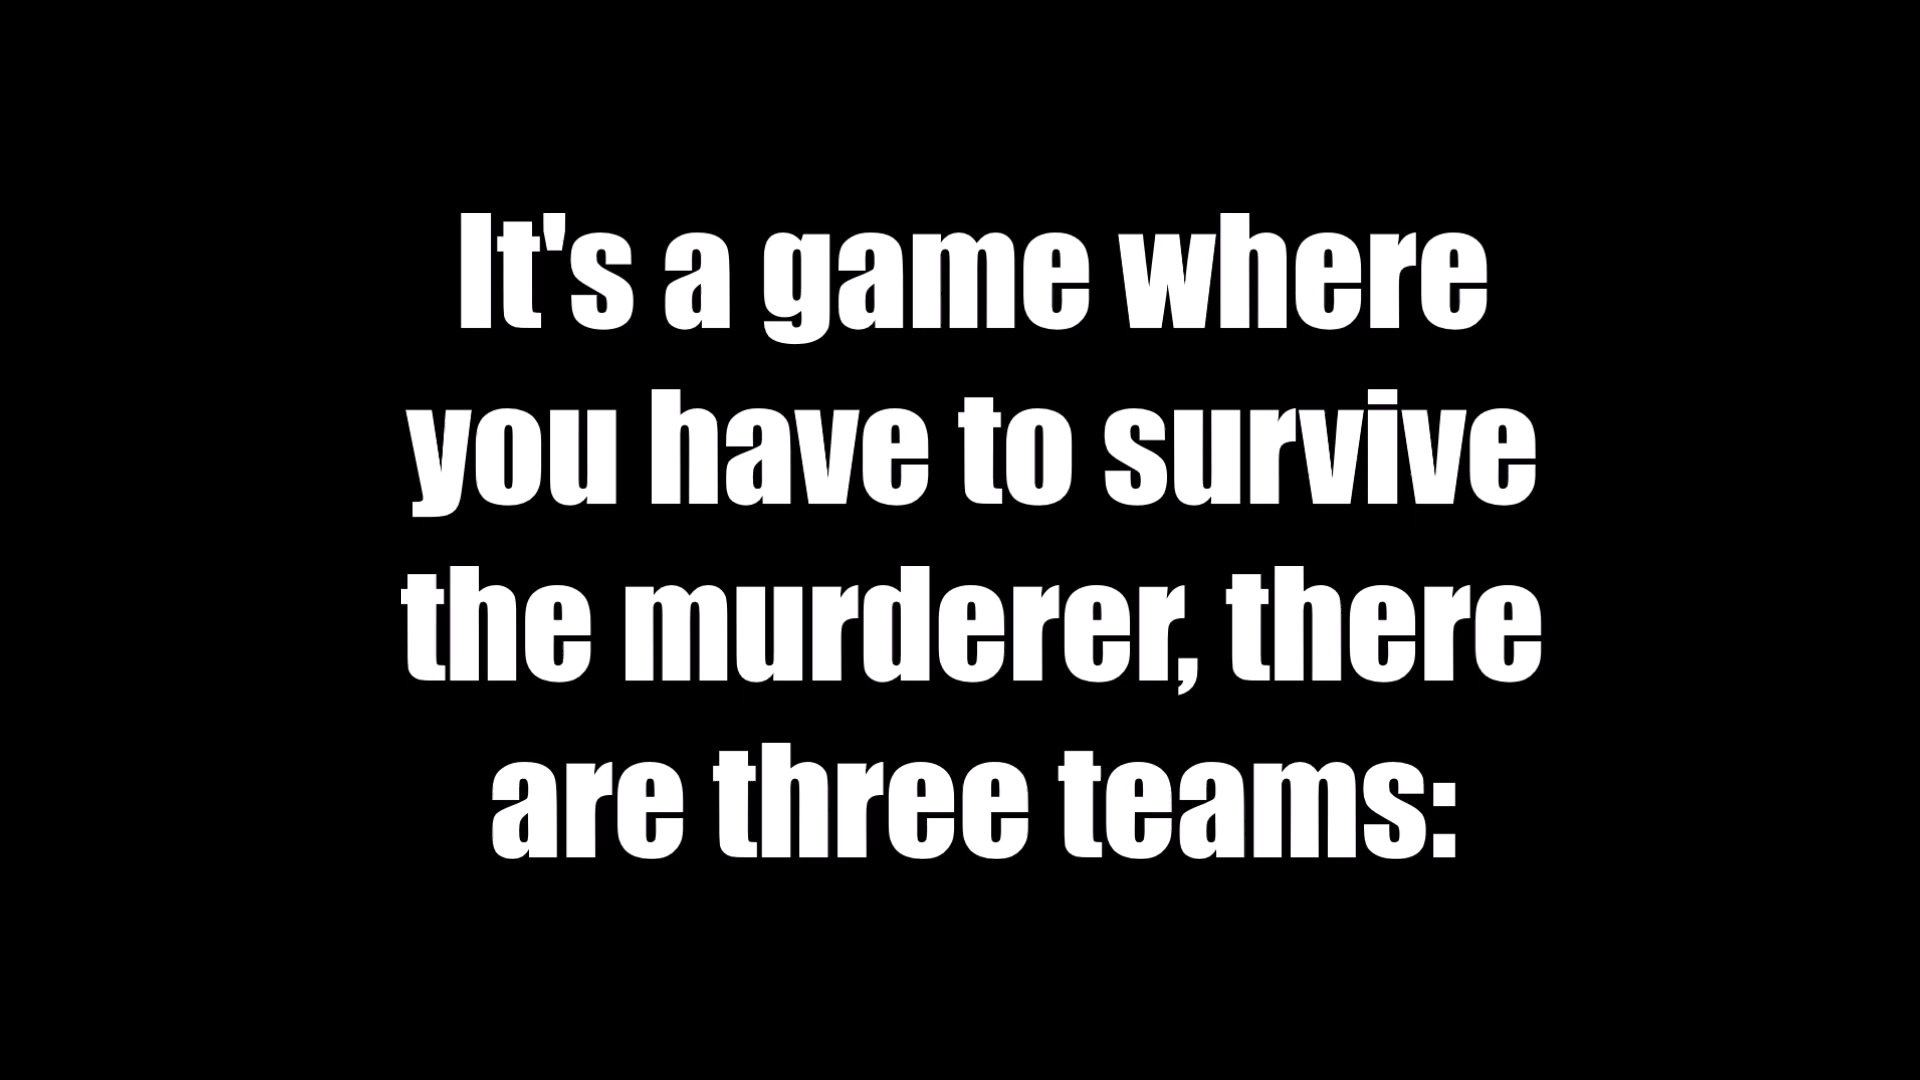 It's a game where
you have to survive
the murderer, there
are three teams: